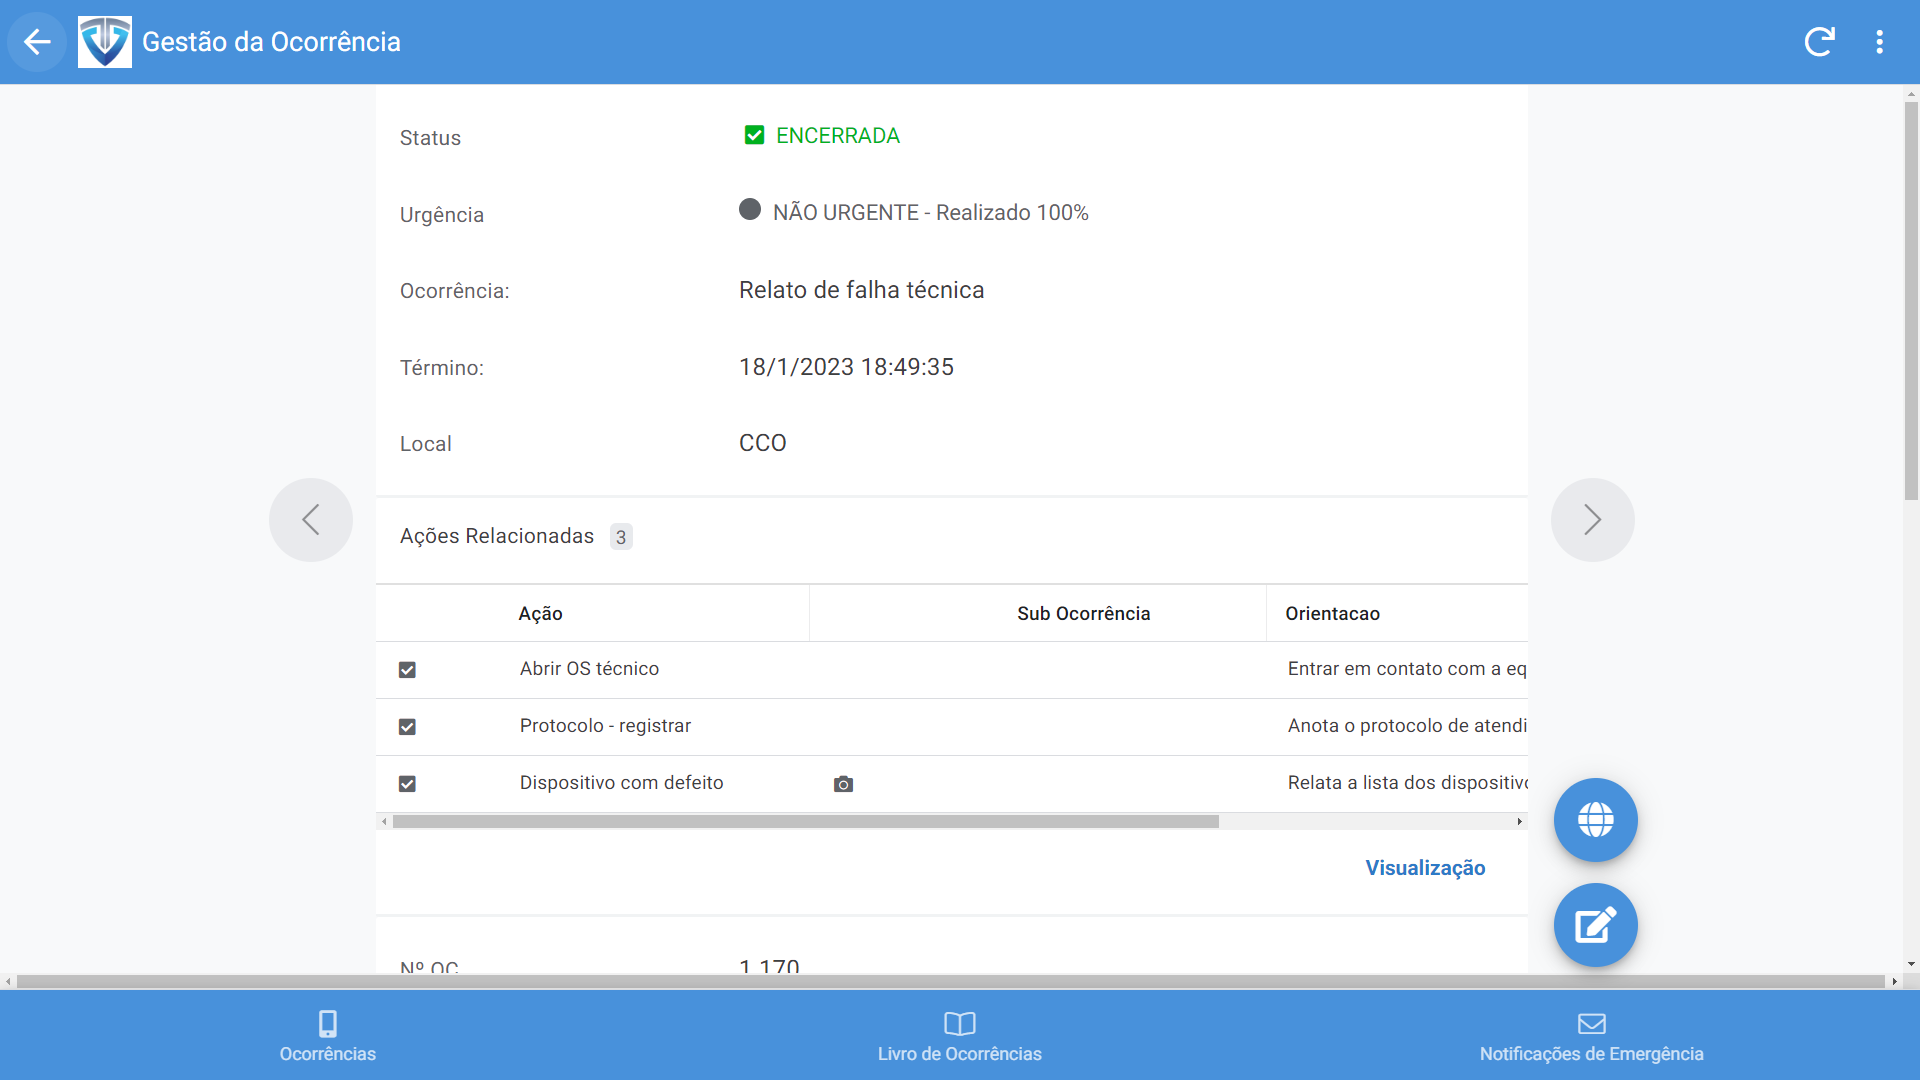 Gestão da Ocorrência
Status
ENCERRADA
Urgência
NÃO URGENTE - Realizado 100%
Ocorrência:
Relato de falha técnica
Término:
18/1/2023 18:49:35
Local
CCO
Ações Relacionadas 3
Ação Sub Ocorrência Orientacao
Abrir OS técnico Entrar em contato com a eq
Protocolo - registrar Anota o protocolo de atendi
Dispositivo com defeito Relata a lista dos dispositivo
Visualização
Nº OC
1.170
Ocorrências
Livro de Ocorrências
Notificações de Emergência